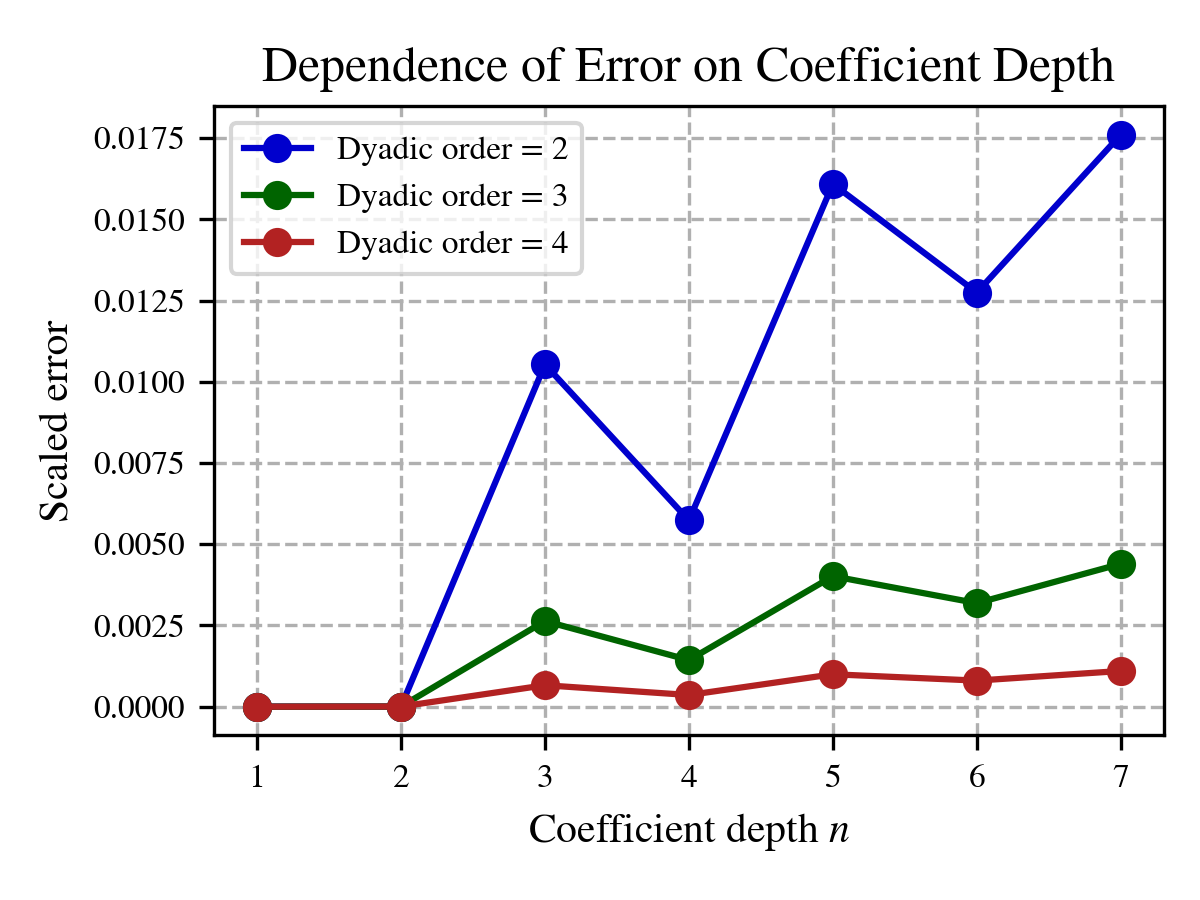 Dependence of Error on Coefficient Depth
Dyadic order = 2
Dyadic order = 3
Dyadic order = 4
0.0175
0.0150
0.0125
0.0100
0.0075
0.0050
0.0025
0.0000
Scaled error
1 2 3 4 5 6 7
Coefficient depth n